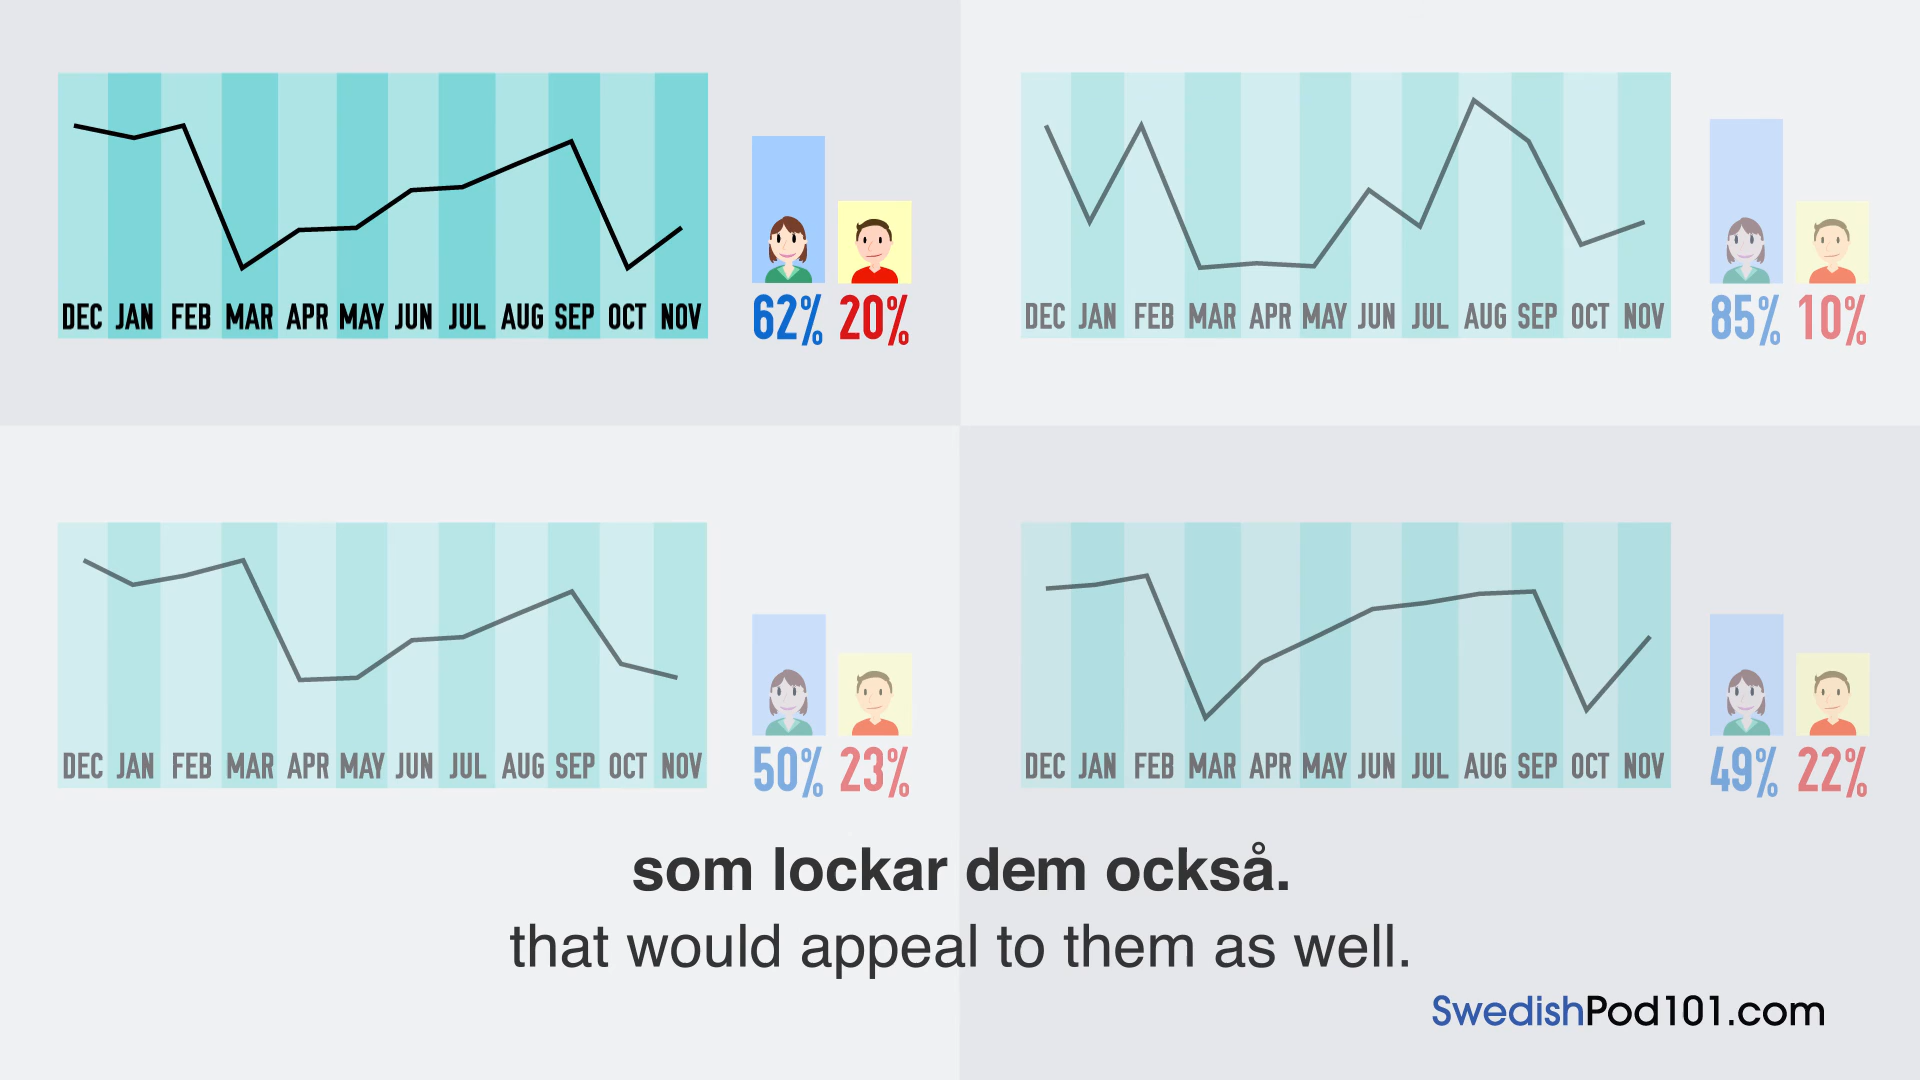 DEC JAN FEB MAR APR MAY JUN JUL AUG SEP OCT NOV
62% 20%
DEC JAN FEB MAR APR MAY JUN JUL AUG SEP OCT NOV
85% 10%
DEC JAN FEB MAR APR MAY JUN JUL AUG SEP OCT NOV
50% 23%
DEC JAN FEB MAR APR MAY JUN JUL AUG SEP OCT NOV
49% 22%
som lockar dem också.
that would appeal to them as well.
SwedishPod101.com